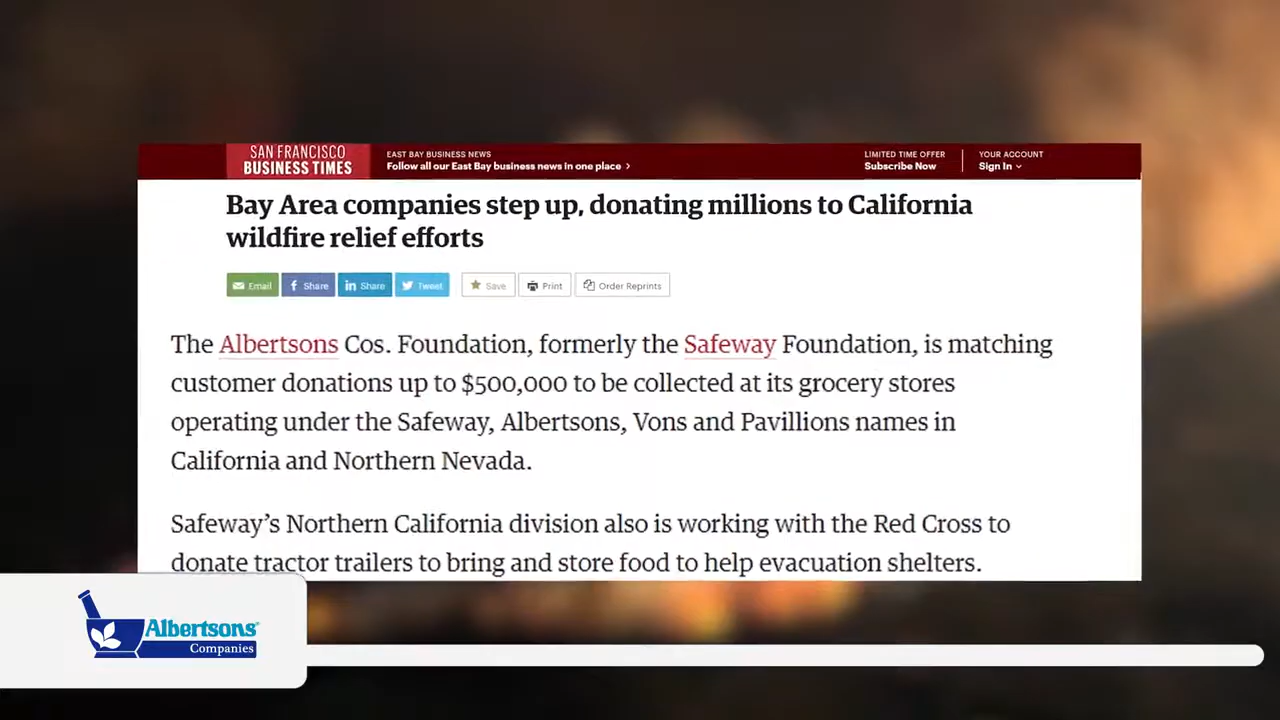 SAN FRANCISCO
BUSINESS TIMES
EAST BAY BUSINESS NEWS
Follow all our East Bay business news in one place >
LIMITED TIME OFFER
Subscribe Now
YOUR ACCOUNT
Sign In
Bay Area companies step up, donating millions to California
wildfire relief efforts
Email
Share
Share
Tweet
Save
Print
Order Reprints
The Albertsons Cos. Foundation, formerly the Safeway Foundation, is matching
customer donations up to $500,000 to be collected at its grocery stores
operating under the Safeway, Albertsons, Vons and Pavillions names in
California and Northern Nevada.
Safeway’s Northern California division also is working with the Red Cross to
donate tractor trailers to bring and store food to help evacuation shelters.
Albertsons®
Companies